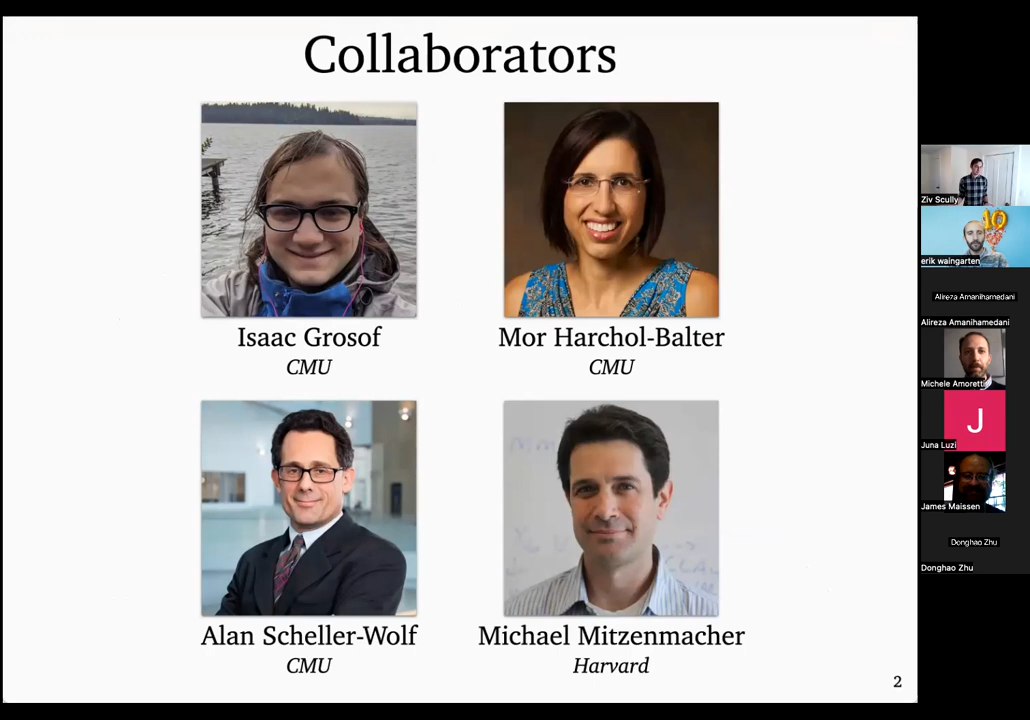 Collaborators
Isaac Grosof
CMU
Mor Harchol-Balter
CMU
Alan Scheller-Wolf
CMU
Michael Mitzenmacher
Harvard
2
Ziv Scully
10
erik waingarten
Alireza Amanihamedani
Alireza Amanihamedani
Michele Amoretti
J
Juna Luzi
James Maissen
Donghao Zhu
Donghao Zhu